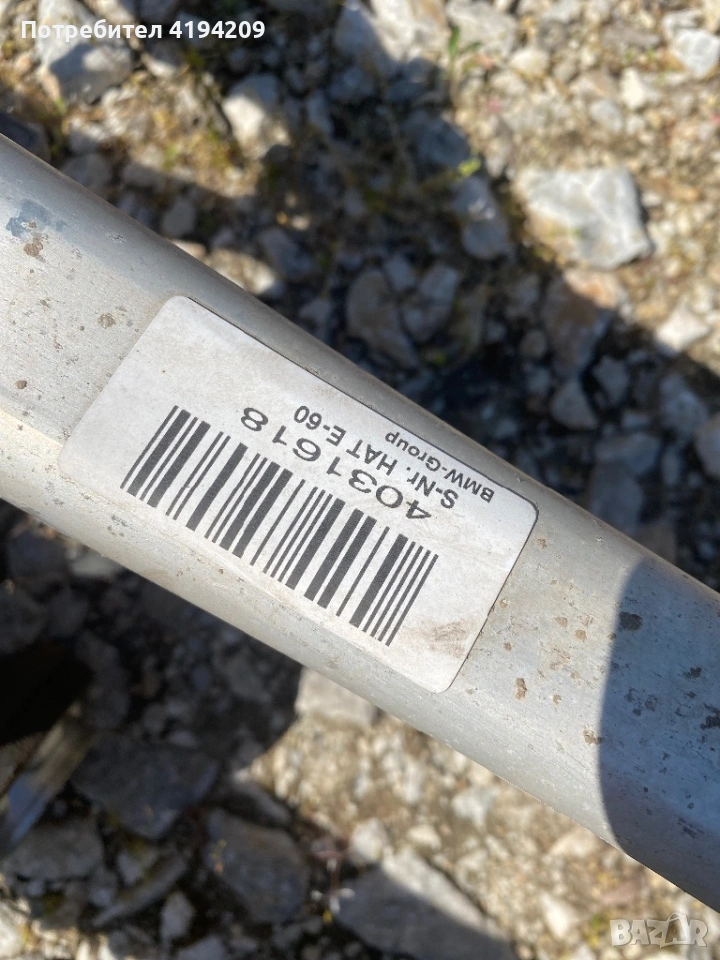 Потребител 4194209
BMW-Group
S-Nr. HAT E-60
4031618
BAZAR